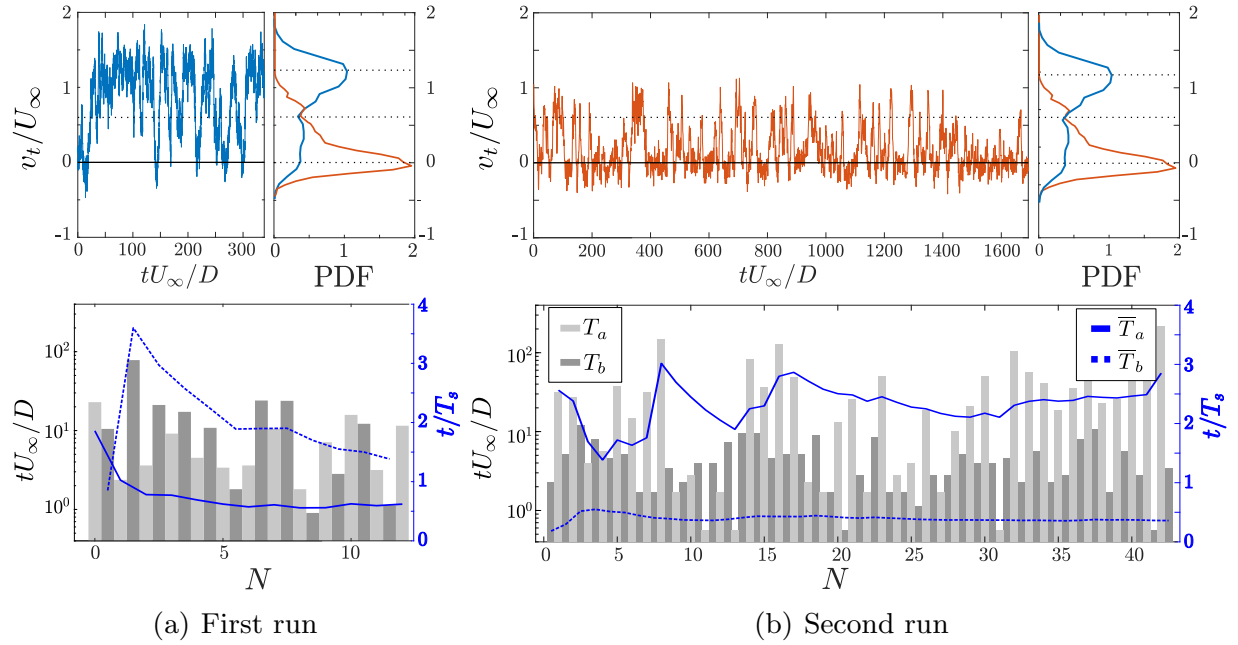 2
1
0
-1
v_t/U_∞
0 100 200 300
tU_∞/D
2
1
0
-1
0 1 2
PDF
2
1
0
-1
v_t/U_∞
0 200 400 600 800 1000 1200 1400 1600
tU_∞/D
2
1
0
-1
0 1 2
PDF
10^2
10^1
10^0
tU_∞/D
0 5 10
N
4
3
2
1
0
t/T_s
10^2
10^1
10^0
tU_∞/D
T_a
T_b
T̅_a
T̅_b
0 5 10 15 20 25 30 35 40
N
4
3
2
1
0
t/T_s
(a) First run
(b) Second run